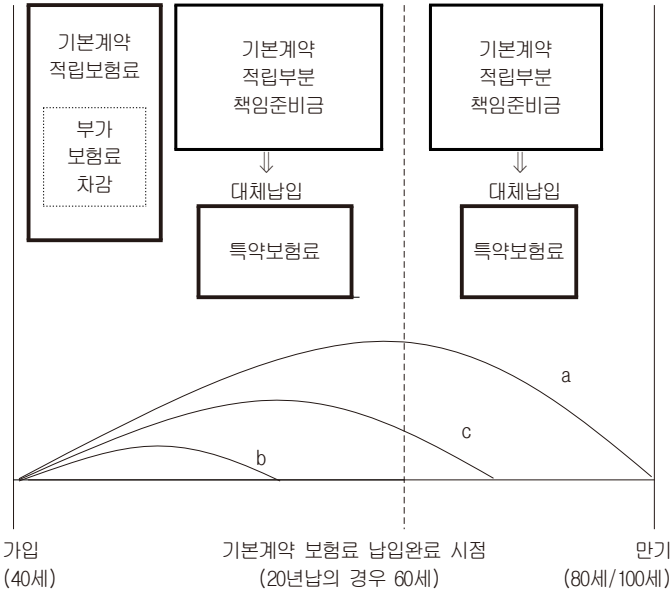 기본계약
적립보험료
부가
보험료
차감
기본계약
적립부분
책임준비금
⇓
대체납입
특약보험료
기본계약
적립부분
책임준비금
⇓
대체납입
특약보험료
a
c
b
가입
(40세)
기본계약 보험료 납입완료 시점
(20년납의 경우 60세)
만기
(80세/100세)